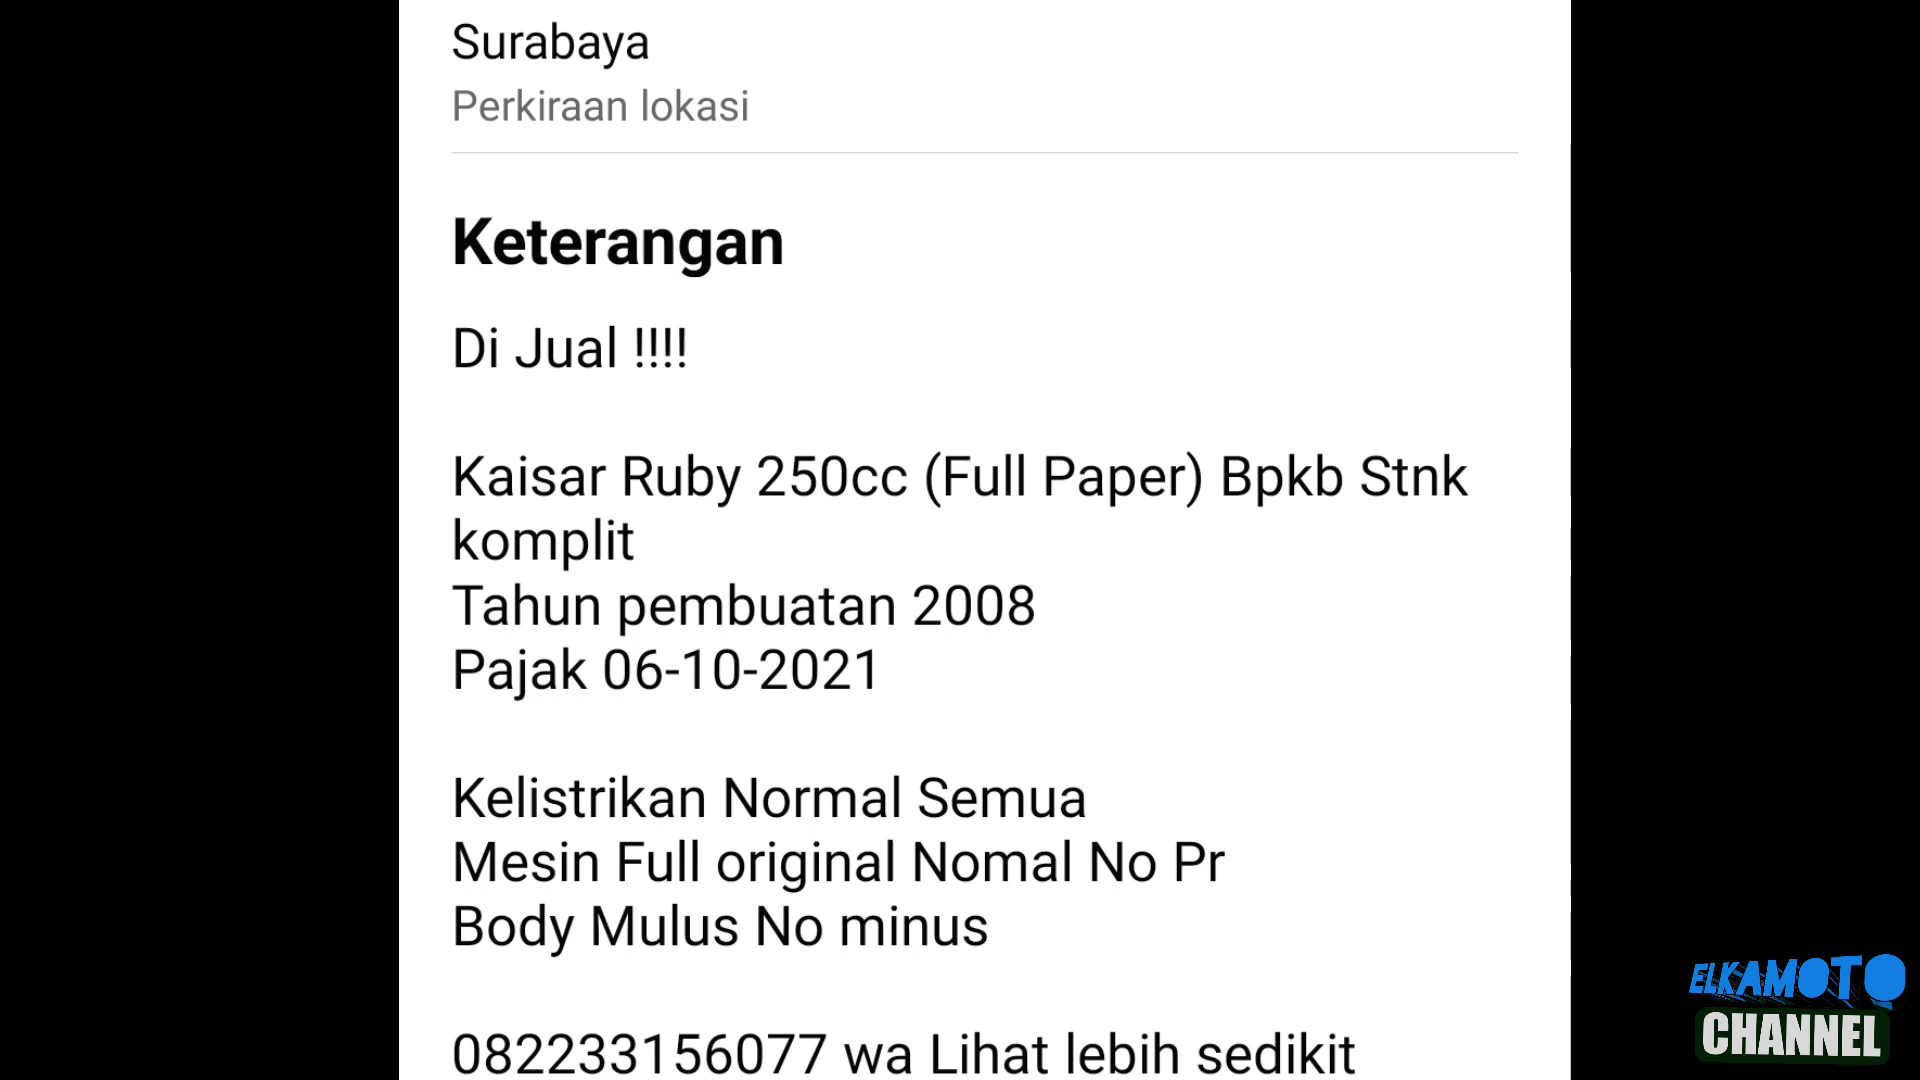 Surabaya
Perkiraan lokasi
Keterangan
Di Jual !!!!
Kaisar Ruby 250cc (Full Paper) Bpkb Stnk
komplit
Tahun pembuatan 2008
Pajak 06-10-2021
Kelistrikan Normal Semua
Mesin Full original Nomal No Pr
Body Mulus No minus
082233156077 wa Lihat lebih sedikit
ELKAMOTO
CHANNEL